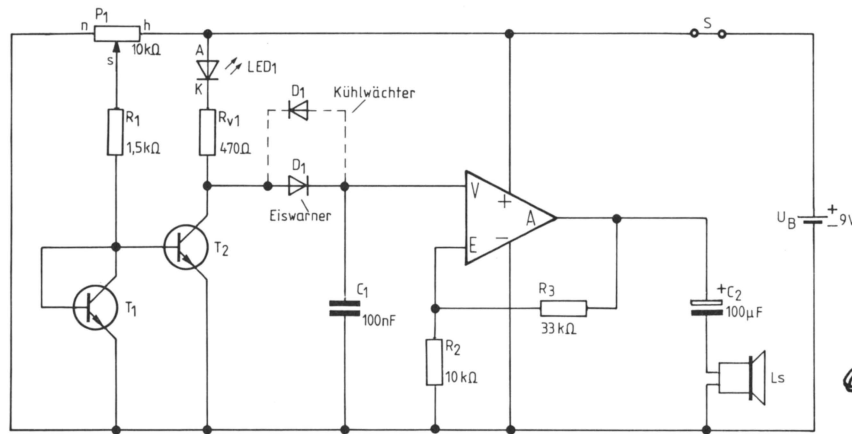 P1
n
h
10kΩ
s
A
K
LED1
R1
1,5kΩ
Rv1
470Ω
D1
Kühlwächter
D1
Eiswarner
T1
T2
C1
100nF
V
E
+
−
A
R2
10kΩ
R3
33kΩ
+C2
100µF
Ls
S
UB
+
−
9V